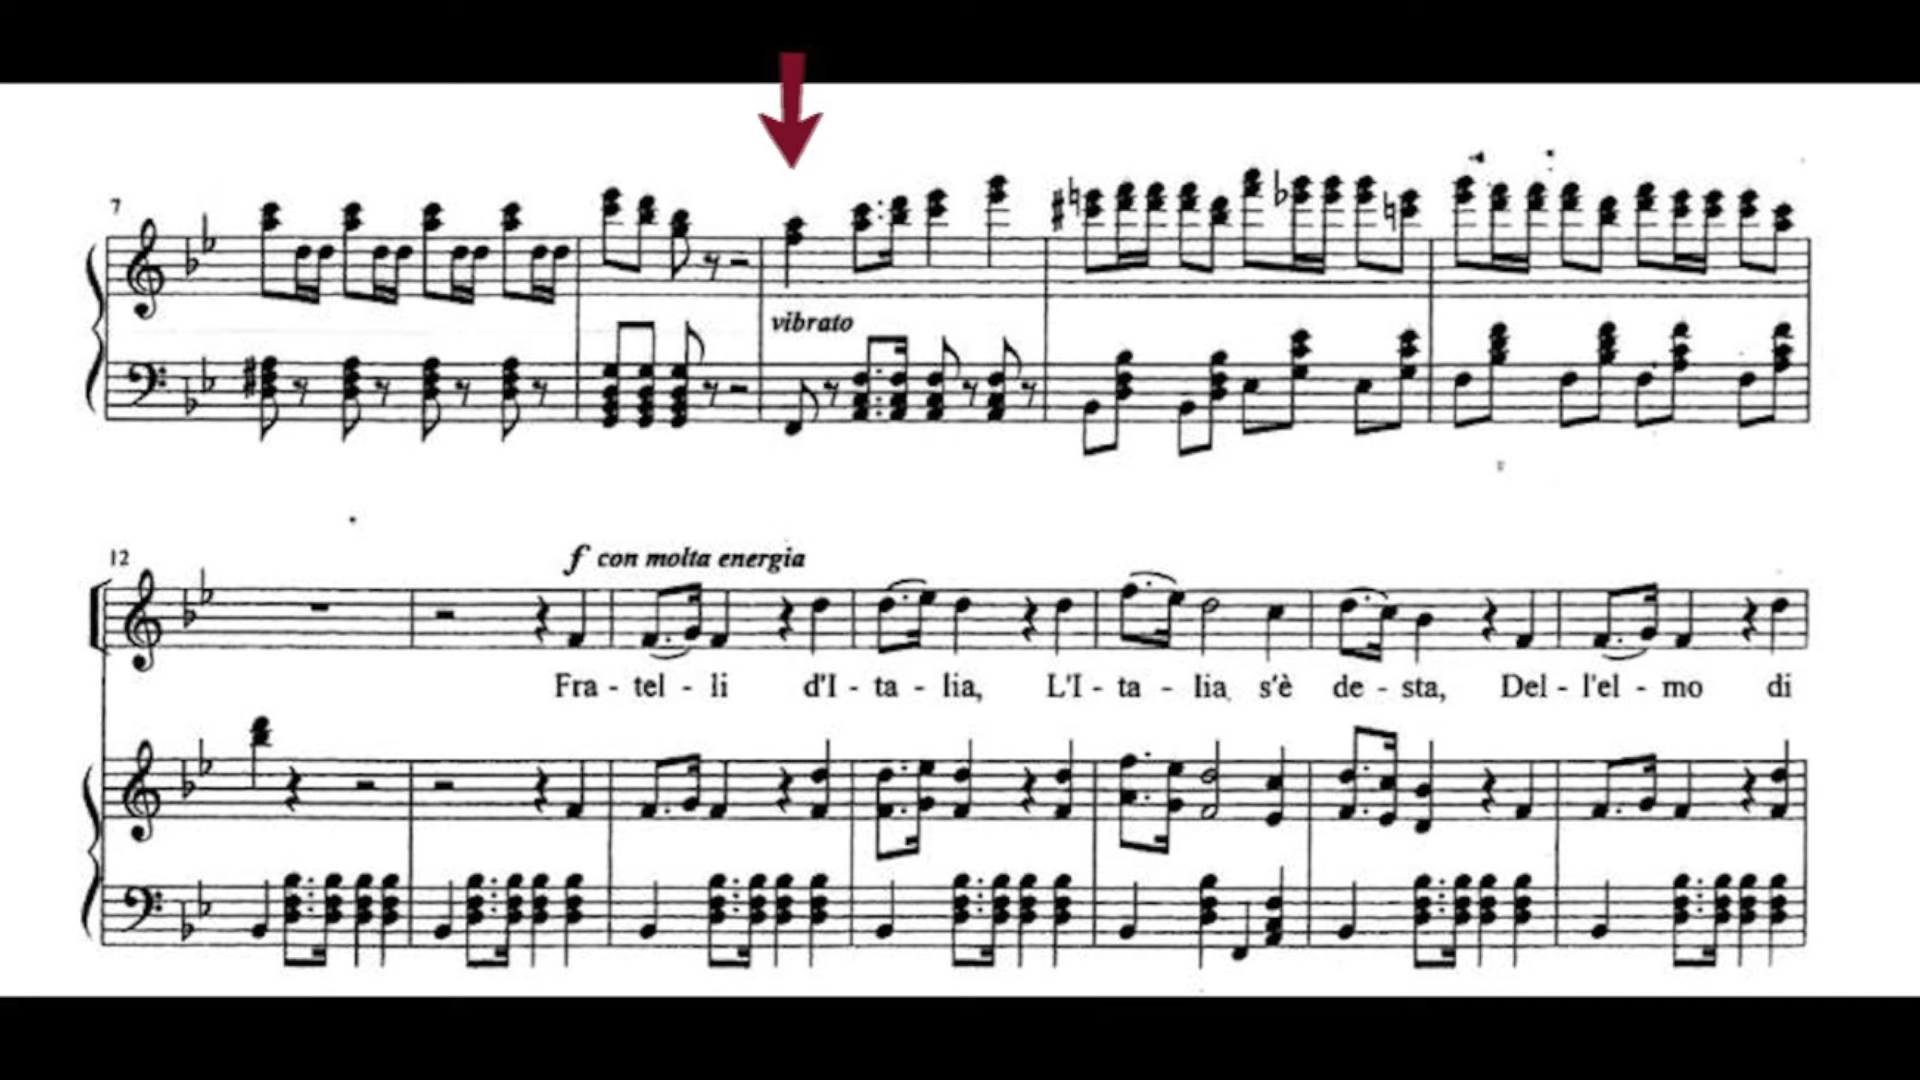 7
vibrato
12
f con molta energia
Fra - tel - li d'I - ta - lia, L'I - ta - lia s'è de - sta, Del - l'el - mo di